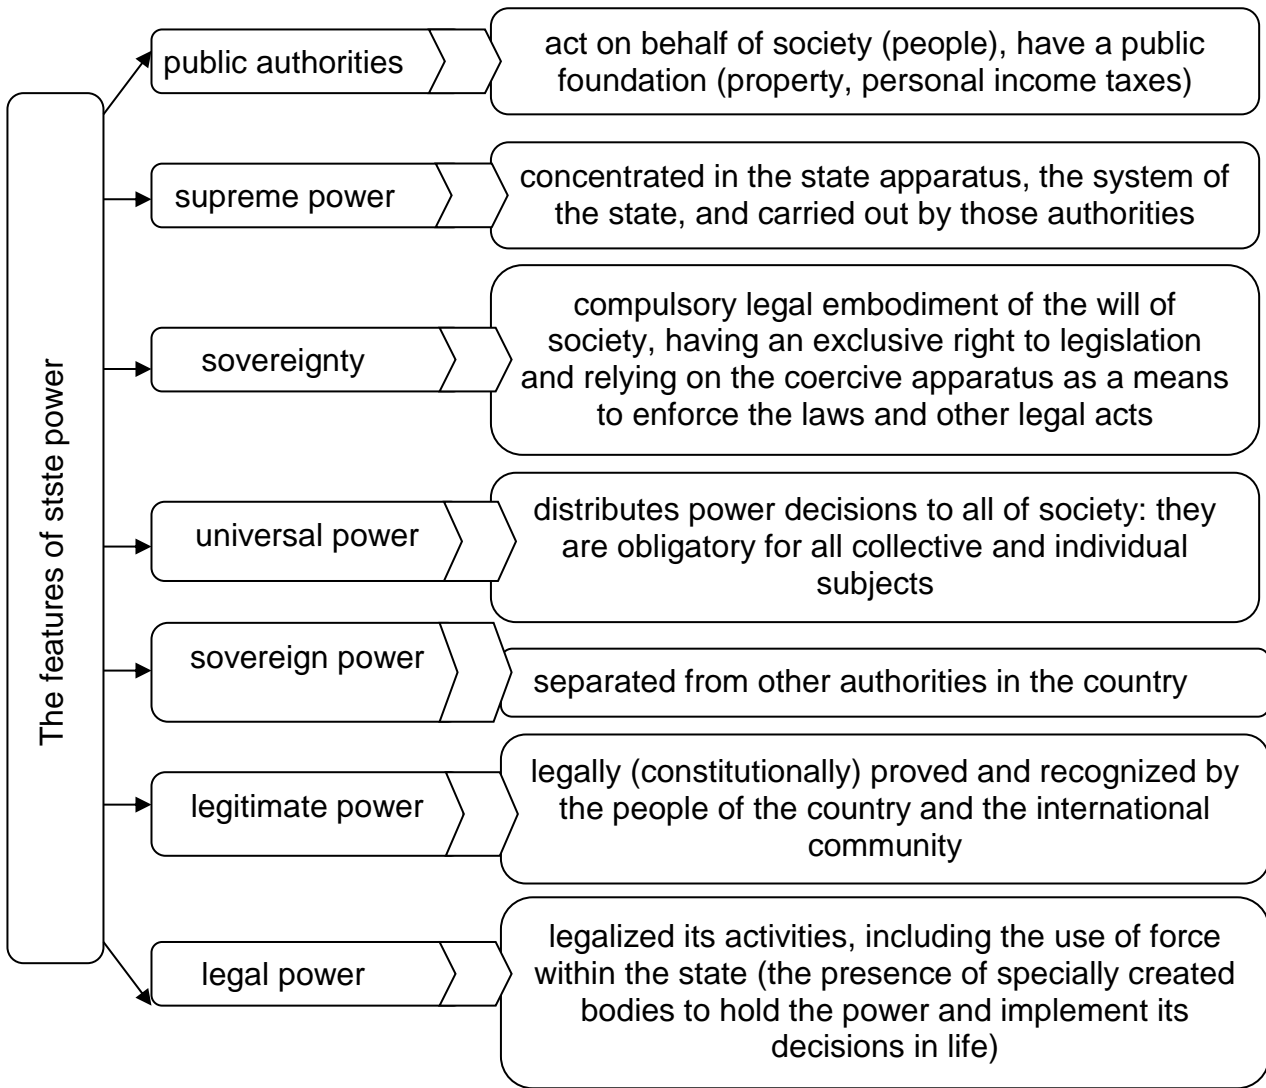 The features of stste power
public authorities
act on behalf of society (people), have a public
foundation (property, personal income taxes)
supreme power
concentrated in the state apparatus, the system of
the state, and carried out by those authorities
sovereignty
compulsory legal embodiment of the will of
society, having an exclusive right to legislation
and relying on the coercive apparatus as a means
to enforce the laws and other legal acts
universal power
distributes power decisions to all of society: they
are obligatory for all collective and individual
subjects
sovereign power
separated from other authorities in the country
legitimate power
legally (constitutionally) proved and recognized by
the people of the country and the international
community
legal power
legalized its activities, including the use of force
within the state (the presence of specially created
bodies to hold the power and implement its
decisions in life)